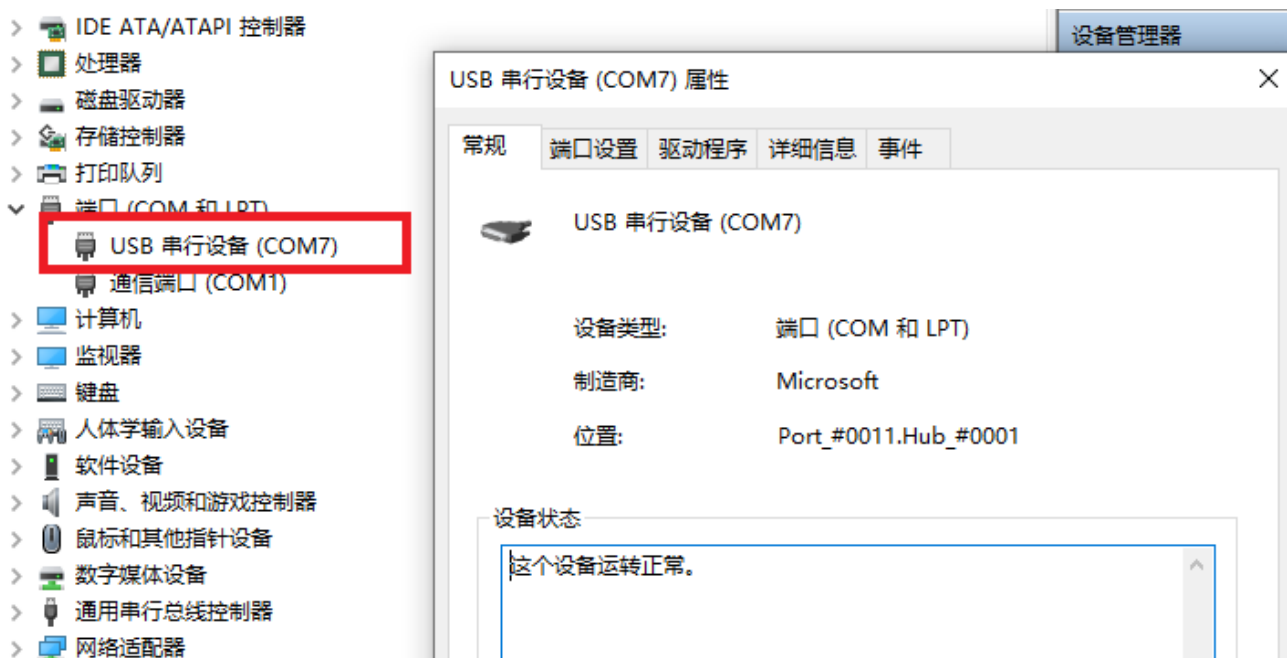 IDE ATA/ATAPI 控制器
处理器
磁盘驱动器
存储控制器
打印队列
端口 (COM 和 LPT)
USB 串行设备 (COM7)
通信端口 (COM1)
计算机
监视器
键盘
人体学输入设备
软件设备
声音、视频和游戏控制器
鼠标和其他指针设备
数字媒体设备
通用串行总线控制器
网络适配器
设备管理器
USB 串行设备 (COM7) 属性
常规 端口设置 驱动程序 详细信息 事件
USB 串行设备 (COM7)
设备类型: 端口 (COM 和 LPT)
制造商: Microsoft
位置: Port_#0011.Hub_#0001
设备状态
这个设备运转正常。